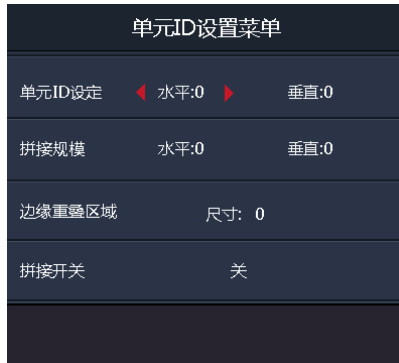 单元ID设置菜单
单元ID设定 水平:0 垂直:0
拼接规模 水平:0 垂直:0
边缘重叠区域 尺寸: 0
拼接开关 关